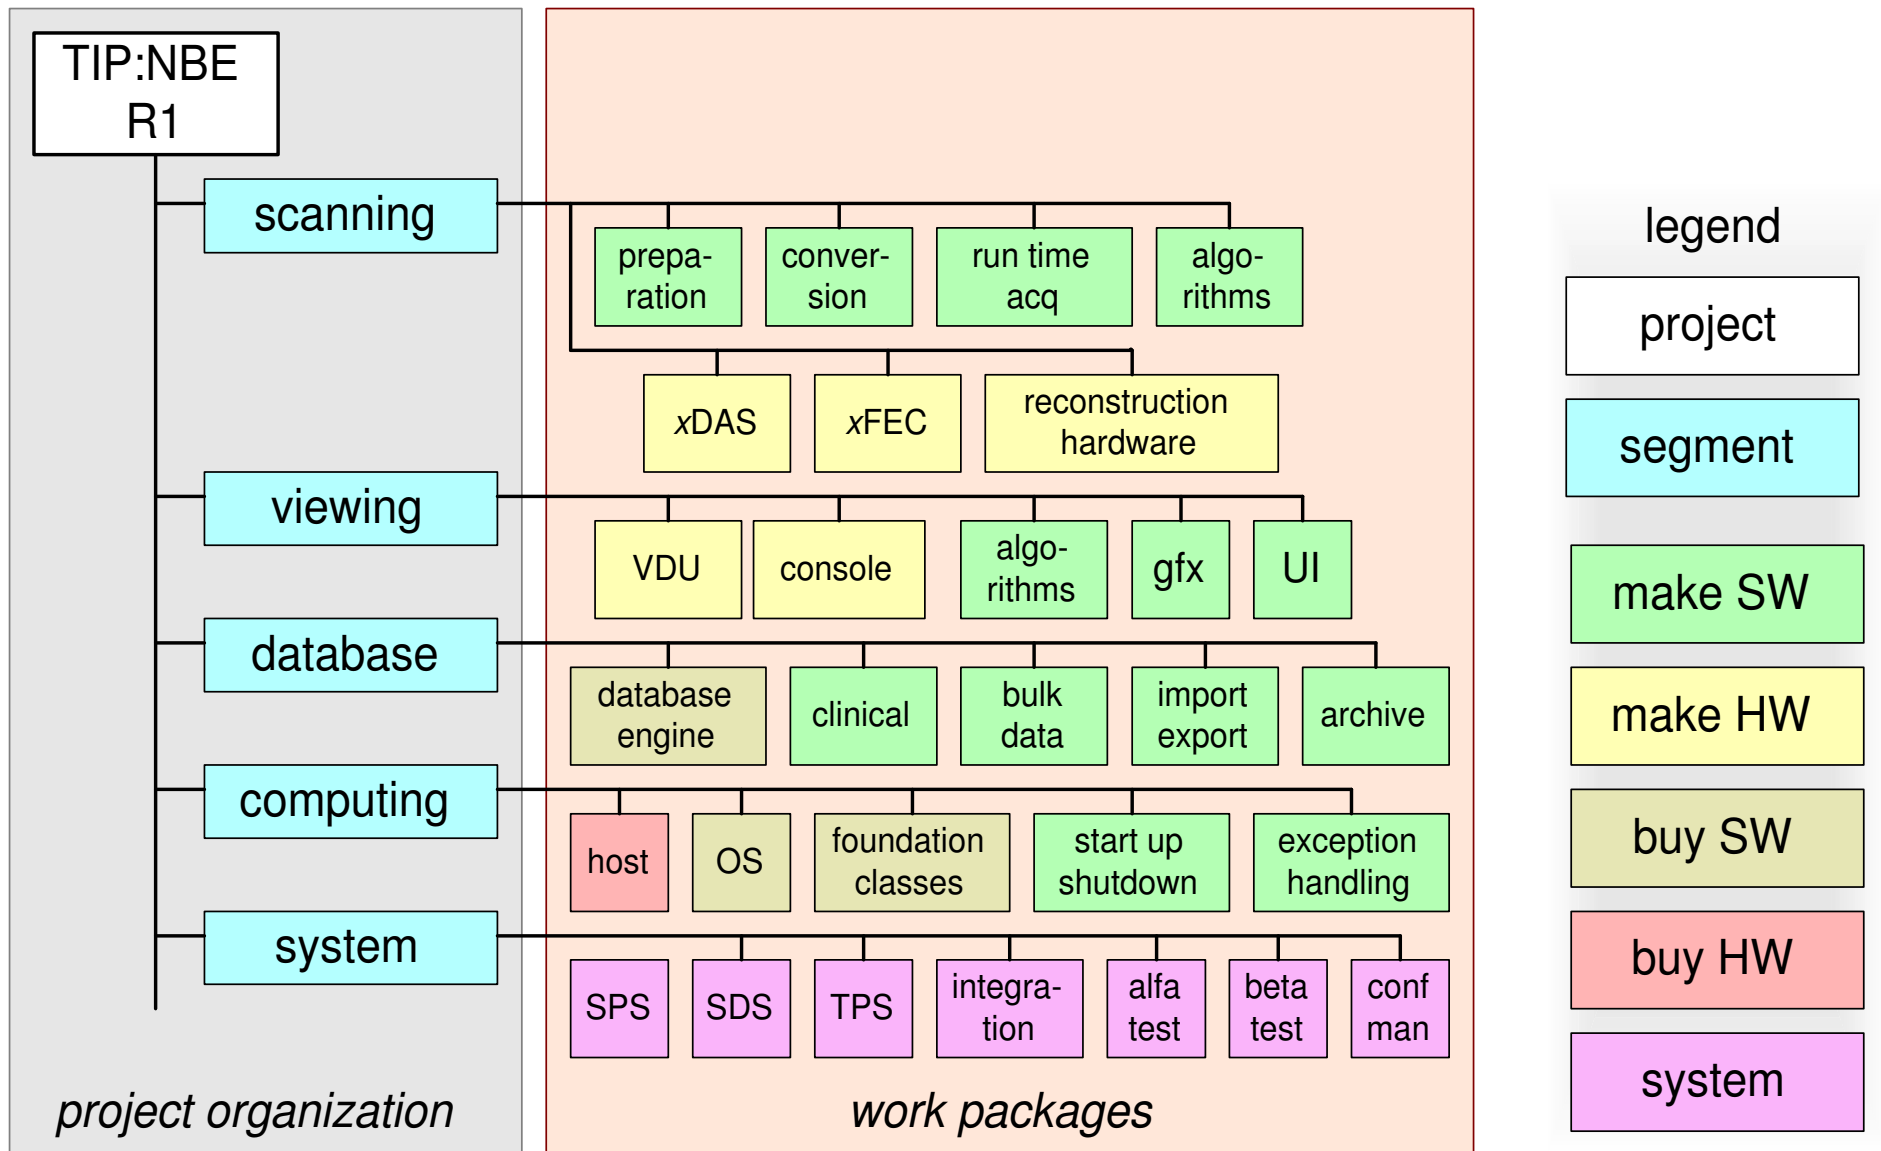 TIP:NBE
R1
scanning
prepa-
ration
conver-
sion
run time
acq
algo-
rithms
xDAS
xFEC
reconstruction
hardware
viewing
VDU
console
algo-
rithms
gfx
UI
database
database
engine
clinical
bulk
data
import
export
archive
computing
host
OS
foundation
classes
start up
shutdown
exception
handling
system
SPS
SDS
TPS
integra-
tion
alfa
test
beta
test
conf
man
project organization
work packages
legend
project
segment
make SW
make HW
buy SW
buy HW
system